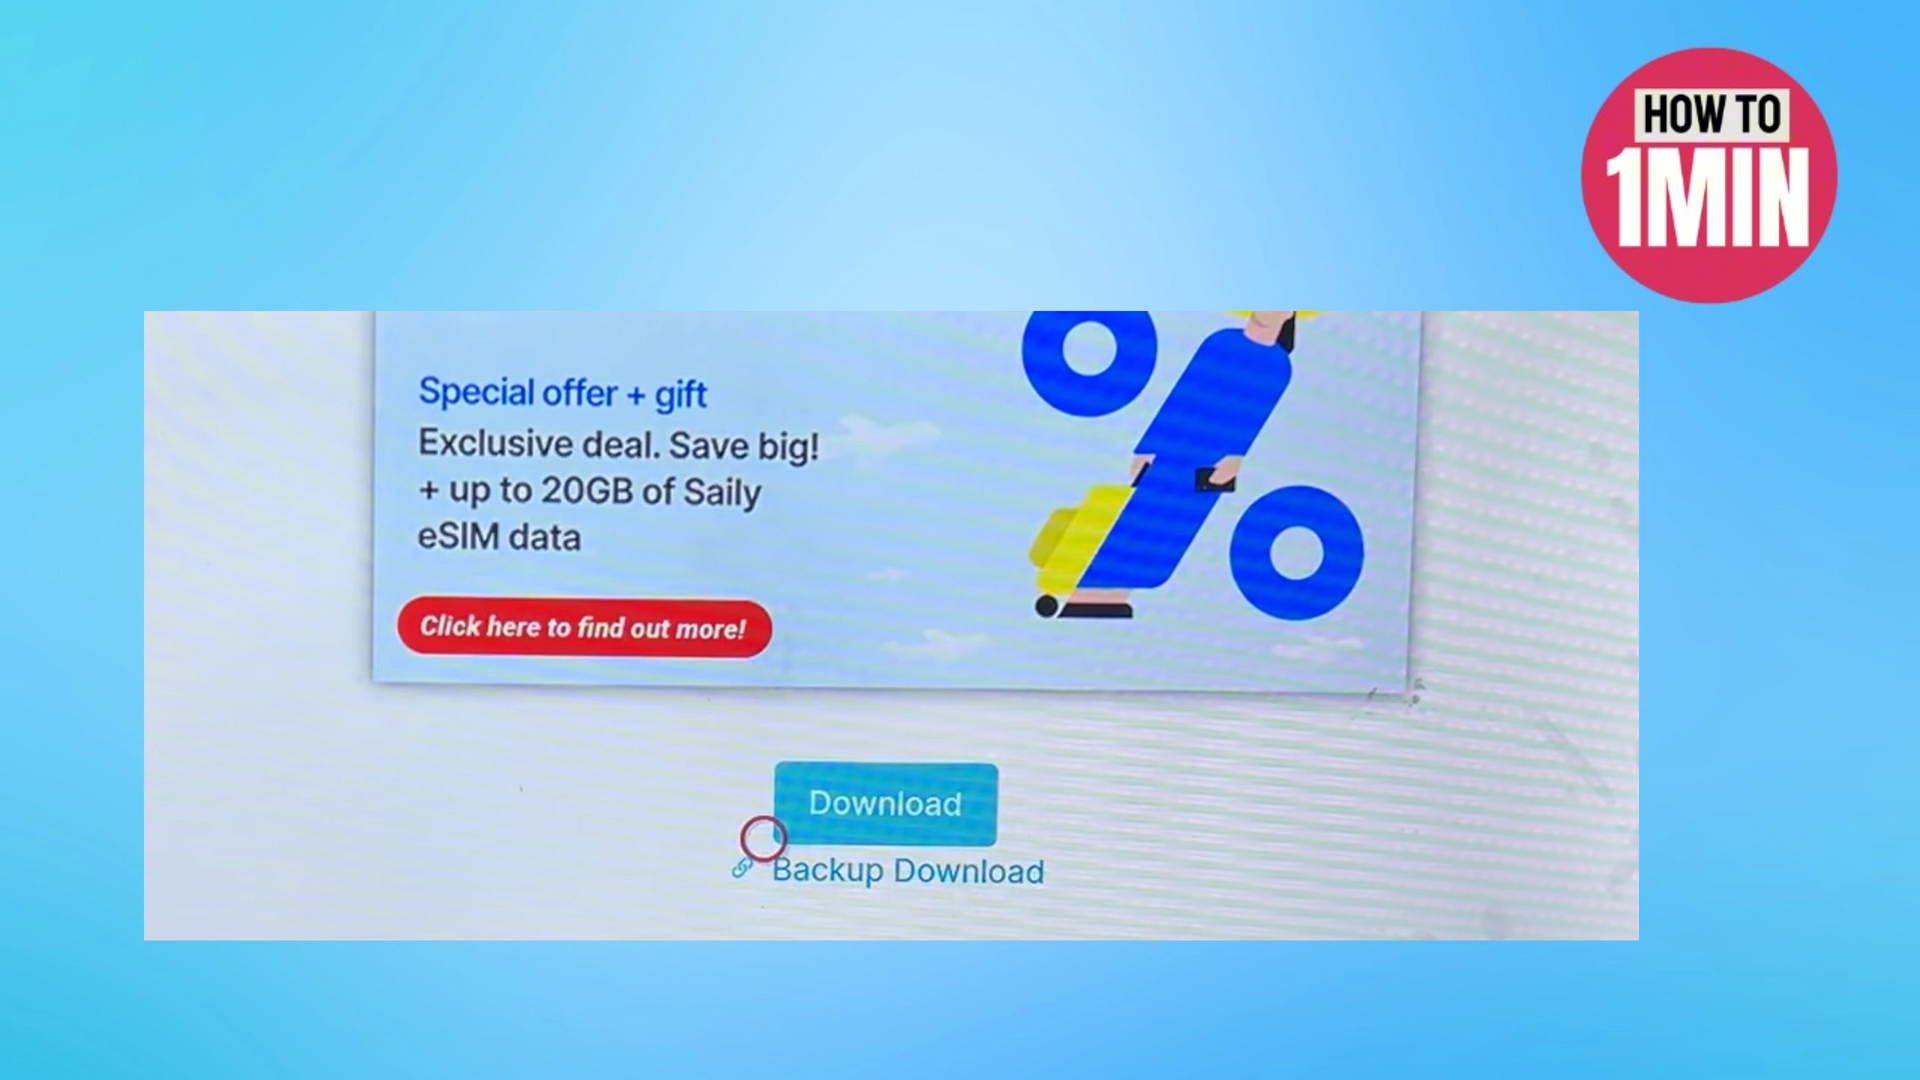 HOW TO
1MIN
Special offer + gift
Exclusive deal. Save big!
+ up to 20GB of Saily
eSIM data
Click here to find out more!
Download
Backup Download